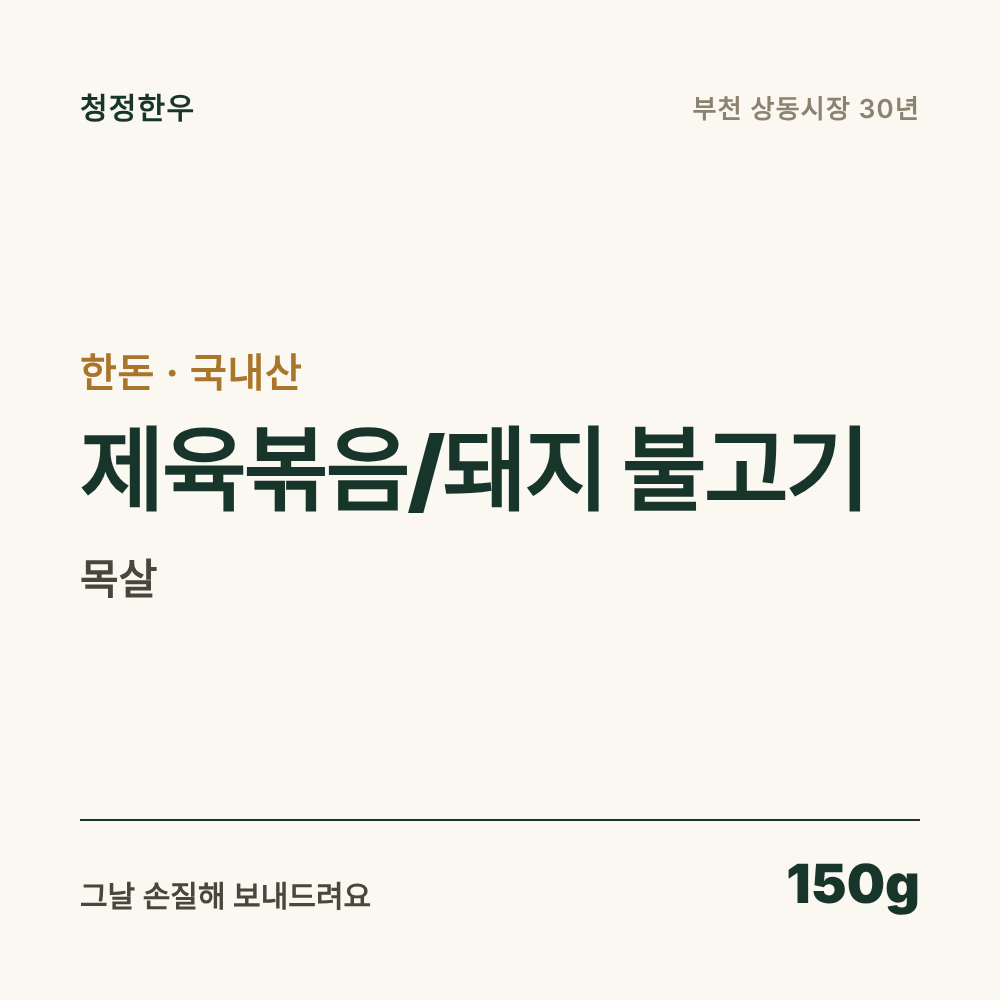 청정한우
부천 상동시장 30년
한돈 · 국내산
제육볶음/돼지 불고기
목살
그날 손질해 보내드려요
150g